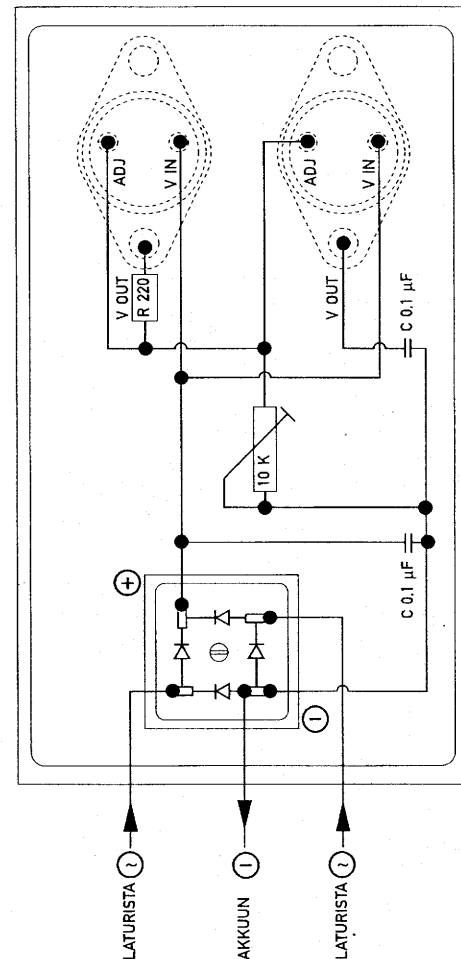 ADJ
V IN
V OUT
R 220
ADJ
V IN
V OUT
C 0,1 µF
10 K
C 0,1 µF
+
−
LATURISTA ~
AKKUUN −
LATURISTA ~